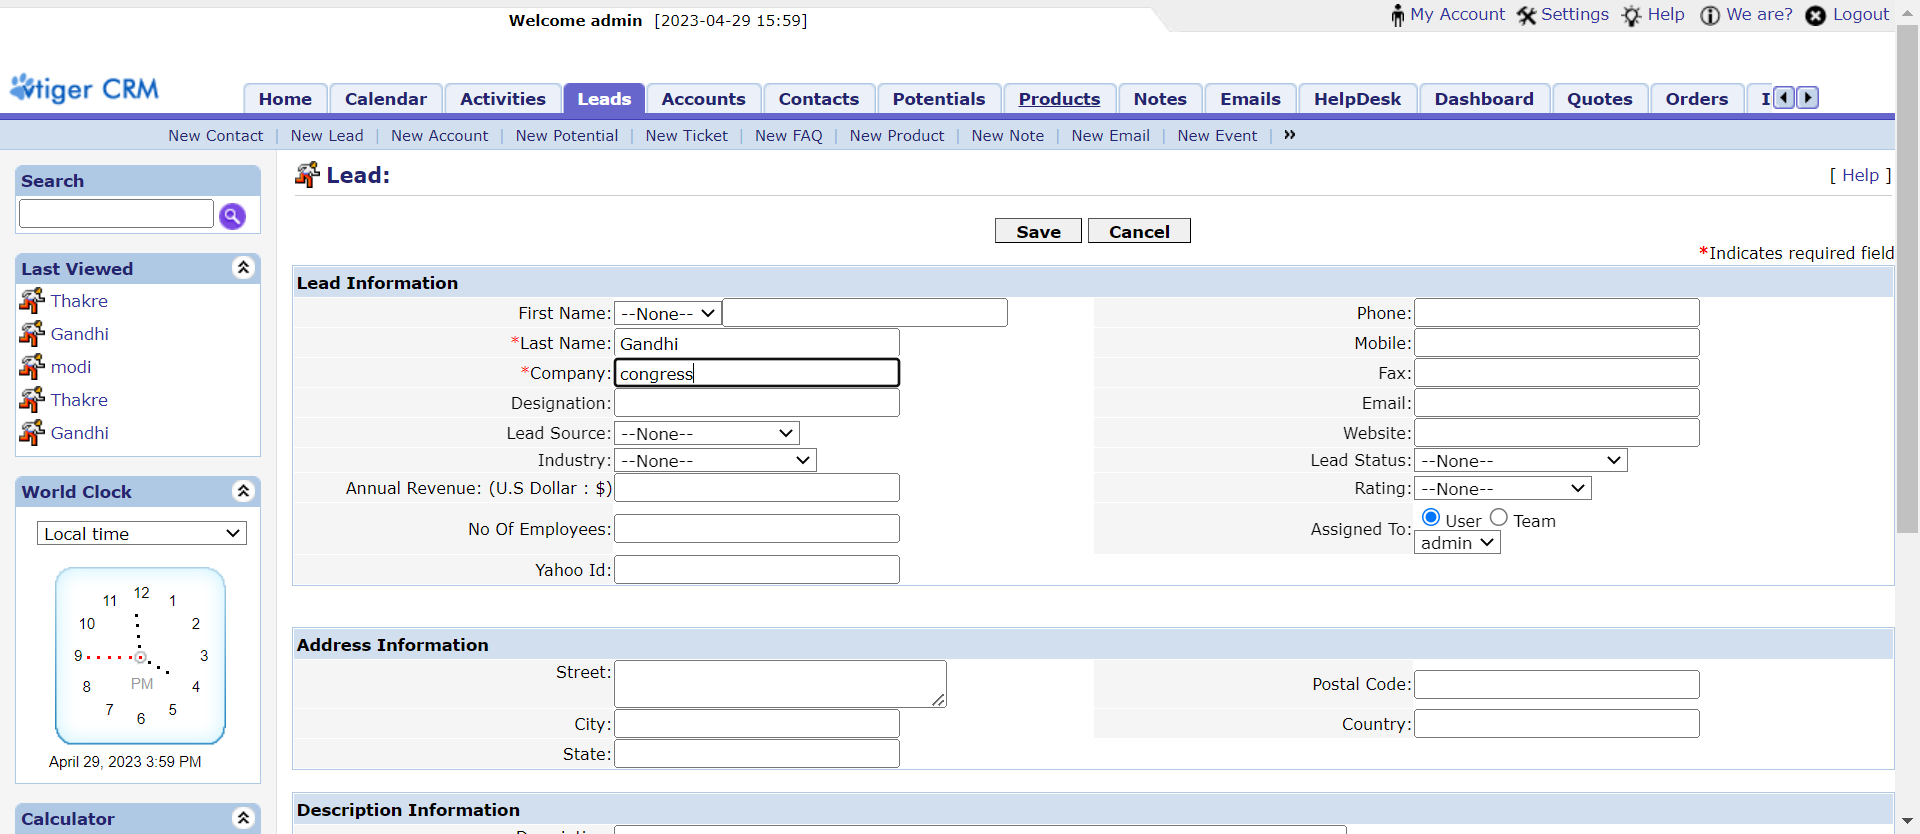 Welcome admin [2023-04-29 15:59]
My Account Settings Help We are? Logout
vtiger CRM
Home Calendar Activities Leads Accounts Contacts Potentials Products Notes Emails HelpDesk Dashboard Quotes Orders
New Contact | New Lead | New Account | New Potential | New Ticket | New FAQ | New Product | New Note | New Email | New Event | »
Search
Last Viewed
Thakre
Gandhi
modi
Thakre
Gandhi
World Clock
Local time
12
11 1
10 2
9 3
PM
8 4
7 5
6
April 29, 2023 3:59 PM
Calculator
Lead:
[ Help ]
Save Cancel
*Indicates required field
Lead Information
First Name: --None-- Phone:
*Last Name: Gandhi Mobile:
*Company: congress Fax:
Designation: Email:
Lead Source: --None-- Website:
Industry: --None-- Lead Status: --None--
Annual Revenue: (U.S Dollar : $) Rating: --None--
No Of Employees: Assigned To: User Team
admin
Yahoo Id:
Address Information
Street: Postal Code:
City: Country:
State:
Description Information